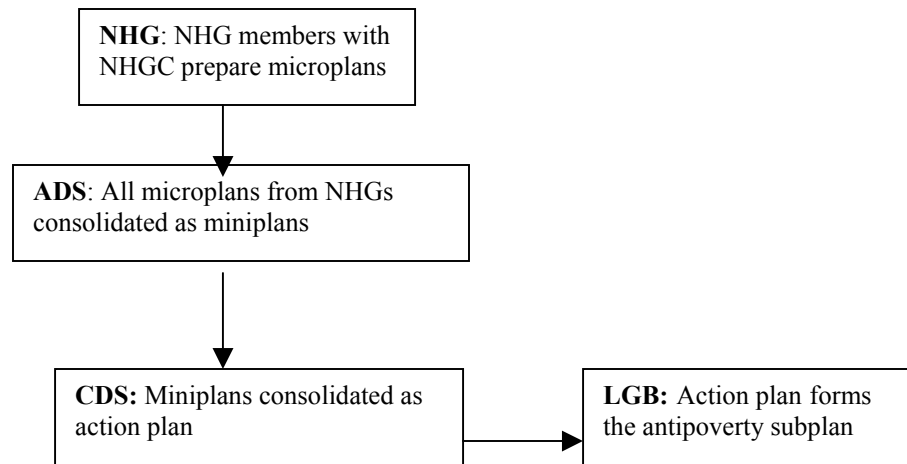 NHG: NHG members with
NHGC prepare microplans
ADS: All microplans from NHGs
consolidated as miniplans
CDS: Miniplans consolidated as
action plan
LGB: Action plan forms
the antipoverty subplan